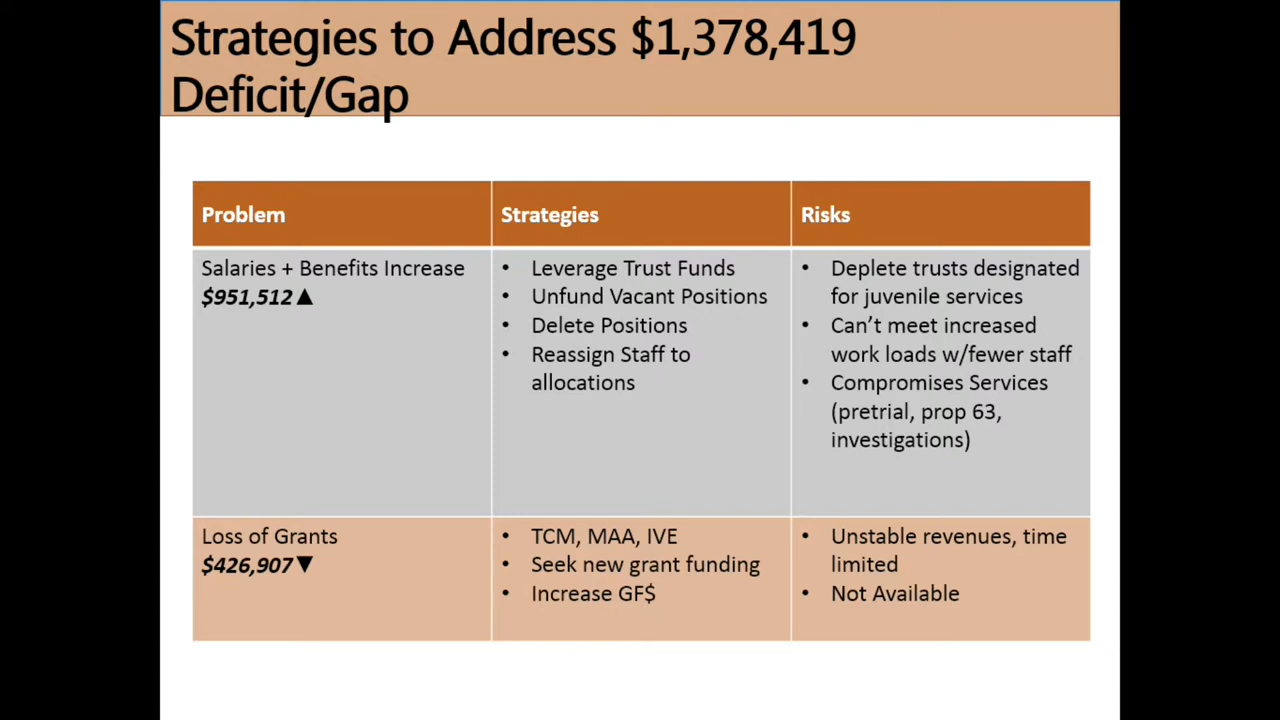 Strategies to Address $1,378,419
Deficit/Gap
Problem
Strategies
Risks
Salaries + Benefits Increase
$951,512▲
• Leverage Trust Funds
• Unfund Vacant Positions
• Delete Positions
• Reassign Staff to
allocations
• Deplete trusts designated
for juvenile services
• Can’t meet increased
work loads w/fewer staff
• Compromises Services
(pretrial, prop 63,
investigations)
Loss of Grants
$426,907▼
• TCM, MAA, IVE
• Seek new grant funding
• Increase GF$
• Unstable revenues, time
limited
• Not Available